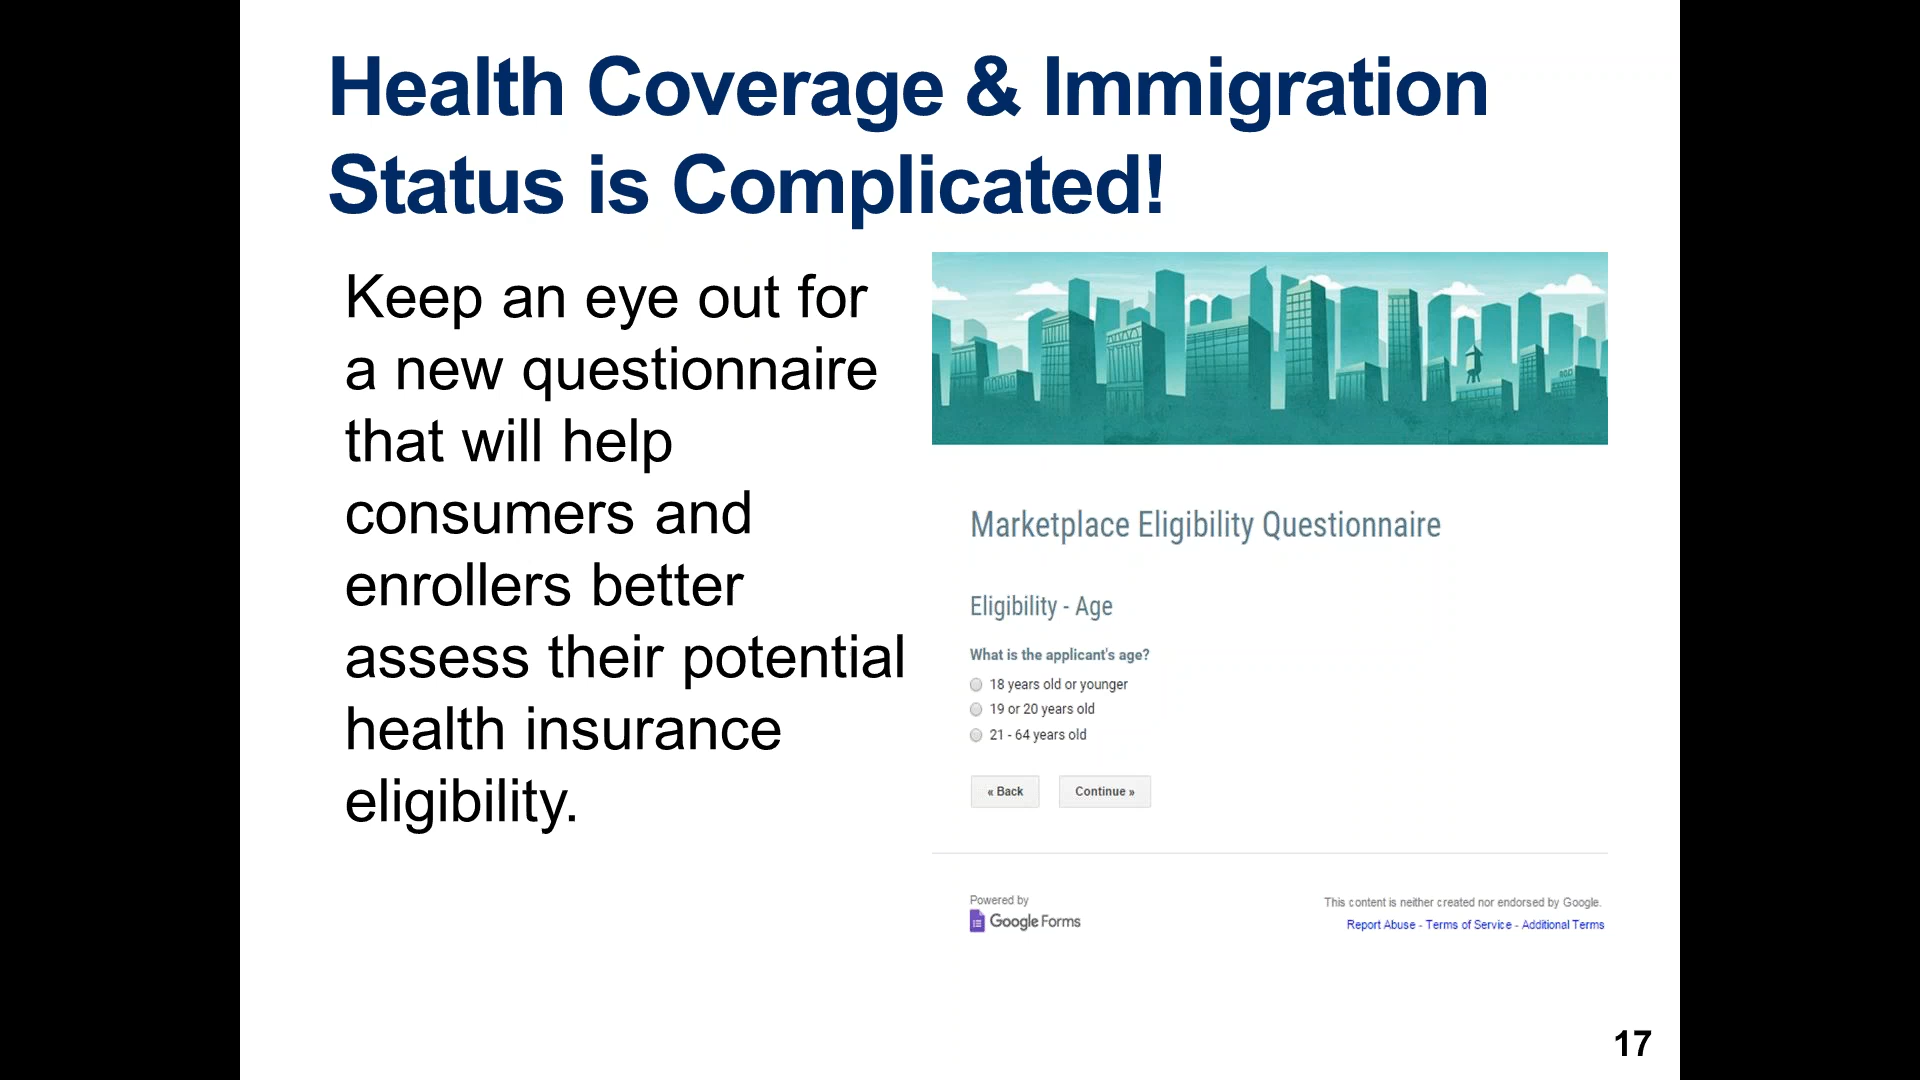 Health Coverage & Immigration
Status is Complicated!
Keep an eye out for
a new questionnaire
that will help
consumers and
enrollers better
assess their potential
health insurance
eligibility.
Marketplace Eligibility Questionnaire
Eligibility - Age
What is the applicant's age?
18 years old or younger
19 or 20 years old
21 - 64 years old
« Back
Continue »
Powered by
Google Forms
This content is neither created nor endorsed by Google.
Report Abuse - Terms of Service - Additional Terms
17